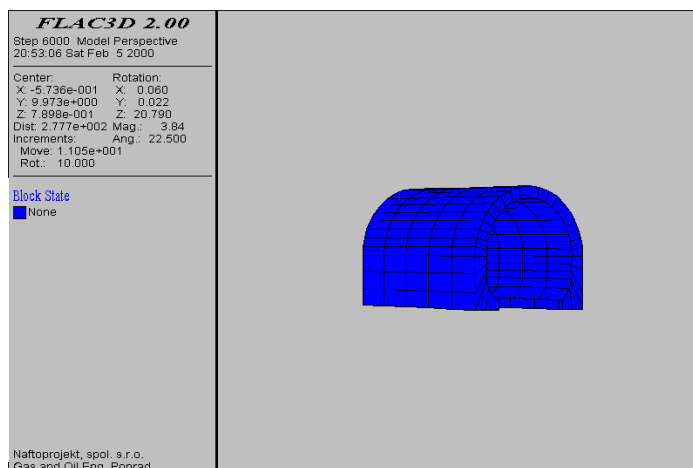 FLAC3D 2.00
Step 6000 Model Perspective
20:53:06 Sat Feb 5 2000
Center: Rotation:
X: -5.736e-001 X: 0.060
Y: 9.973e+000 Y: 0.022
Z: 7.898e-001 Z: 20.790
Dist: 2.777e+002 Mag.: 3.84
Increments: Ang.: 22.500
Move: 1.105e+001
Rot.: 10.000
Block State
None
Naftoprojekt, spol. s.r.o.
Gas and Oil Eng. Poprad